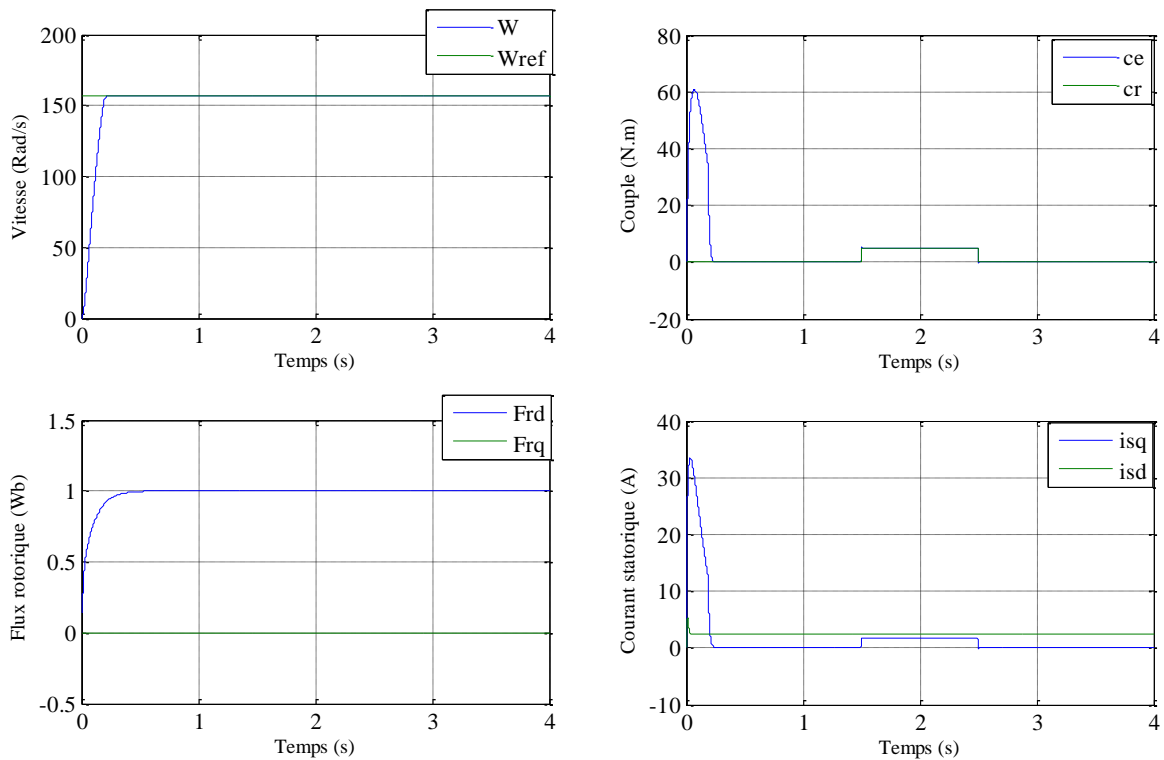 W
Wref
200
150
100
50
0
Vitesse (Rad/s)
0 1 2 3 4
Temps (s)
ce
cr
80
60
40
20
0
-20
Couple (N.m)
0 1 2 3 4
Temps (s)
Frd
Frq
1.5
1
0.5
0
-0.5
Flux rotorique (Wb)
0 1 2 3 4
Temps (s)
isq
isd
40
30
20
10
0
-10
Courant statorique (A)
0 1 2 3 4
Temps (s)